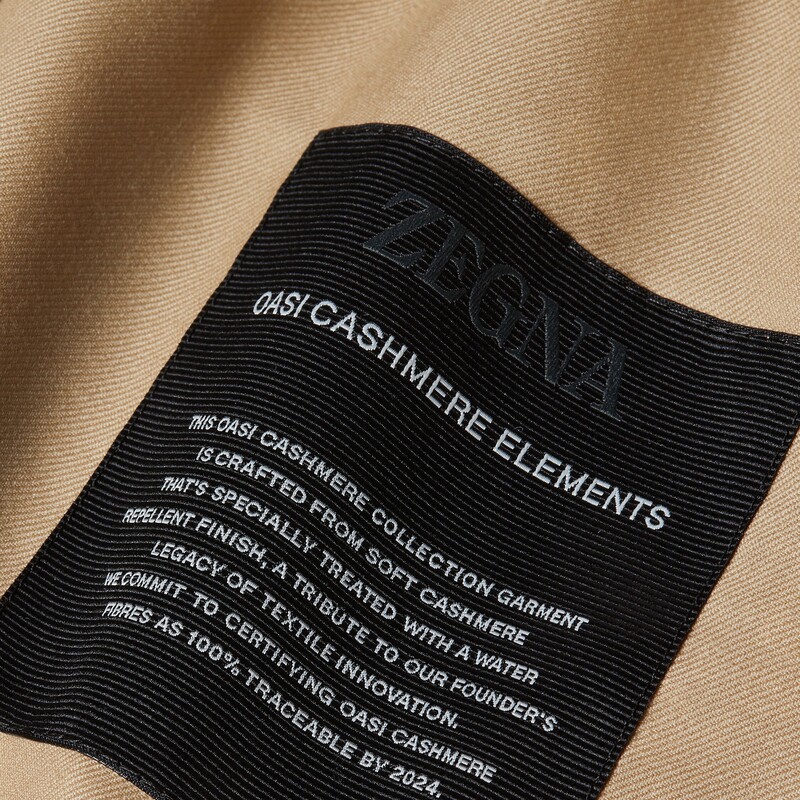 ZEGNA
OASI CASHMERE ELEMENTS
THIS OASI CASHMERE COLLECTION GARMENT
IS CRAFTED FROM SOFT CASHMERE
THAT'S SPECIALLY TREATED WITH A WATER
REPELLENT FINISH, A TRIBUTE TO OUR FOUNDER'S
LEGACY OF TEXTILE INNOVATION.
WE COMMIT TO CERTIFYING OASI CASHMERE
FIBRES AS 100% TRACEABLE BY 2024.